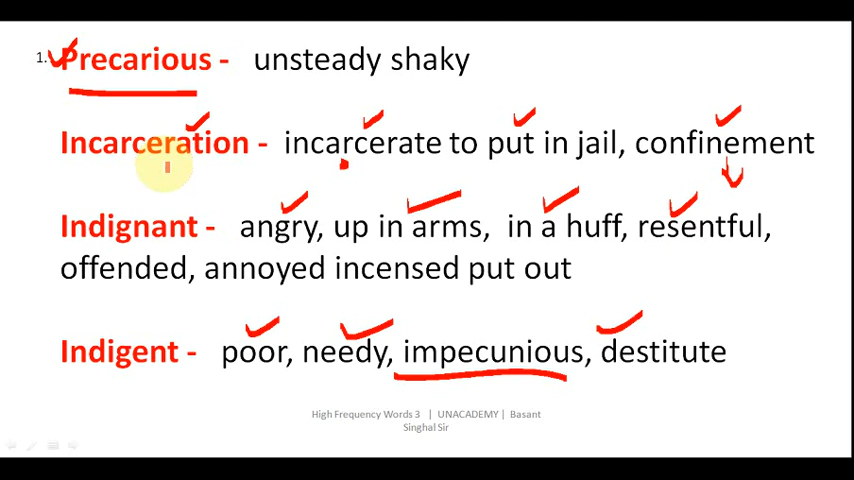 1. Precarious - unsteady shaky
Incarceration - incarcerate to put in jail, confinement
Indignant - angry, up in arms, in a huff, resentful,
offended, annoyed incensed put out
Indigent - poor, needy, impecunious, destitute
High Frequency Words 3 | UNACADEMY | Basant
Singhal Sir